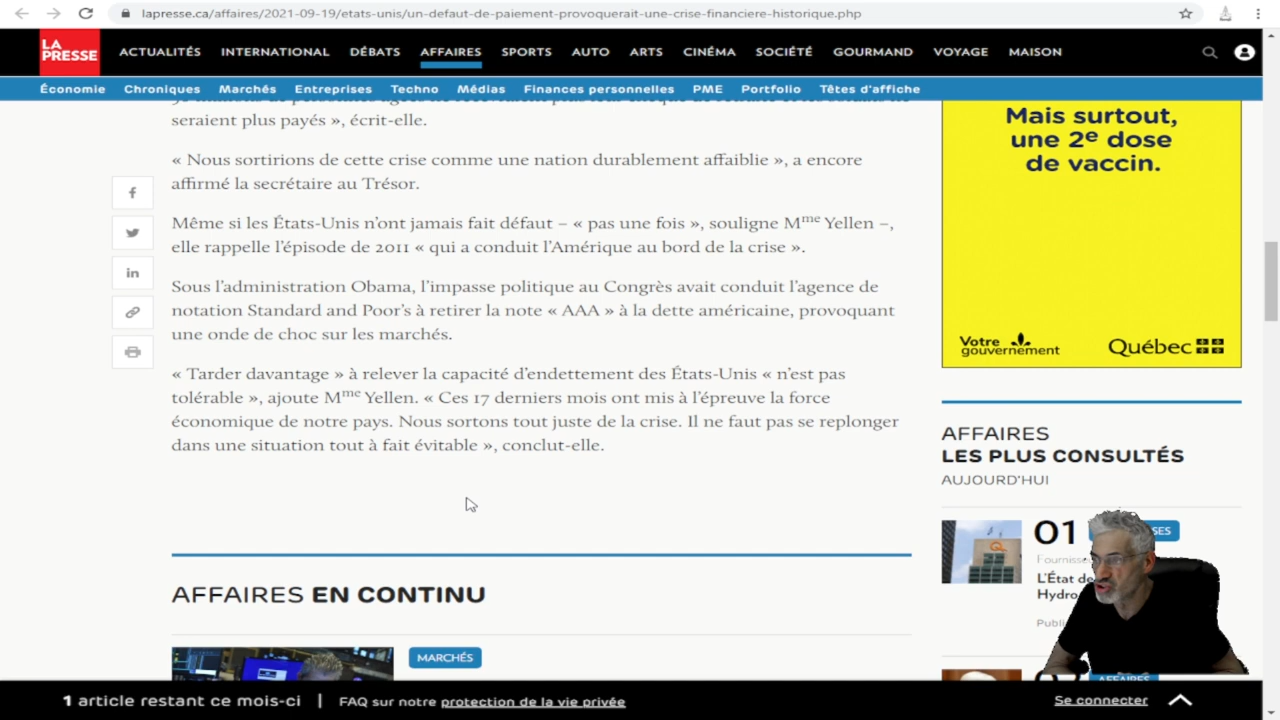 lapresse.ca/affaires/2021-09-19/etats-unis/un-defaut-de-paiement-provoquerait-une-crise-financiere-historique.php
LA PRESSE
ACTUALITÉS INTERNATIONAL DÉBATS AFFAIRES SPORTS AUTO ARTS CINÉMA SOCIÉTÉ GOURMAND VOYAGE MAISON
Économie Chroniques Marchés Entreprises Techno Médias Finances personnelles PME Portfolio Têtes d'affiche
seraient plus payés », écrit-elle.
« Nous sortirions de cette crise comme une nation durablement affaiblie », a encore
affirmé la secrétaire au Trésor.
Même si les États-Unis n'ont jamais fait défaut – « pas une fois », souligne Mme Yellen –,
elle rappelle l'épisode de 2011 « qui a conduit l'Amérique au bord de la crise ».
Sous l'administration Obama, l'impasse politique au Congrès avait conduit l'agence de
notation Standard and Poor's à retirer la note « AAA » à la dette américaine, provoquant
une onde de choc sur les marchés.
« Tarder davantage » à relever la capacité d'endettement des États-Unis « n'est pas
tolérable », ajoute Mme Yellen. « Ces 17 derniers mois ont mis à l'épreuve la force
économique de notre pays. Nous sortons tout juste de la crise. Il ne faut pas se replonger
dans une situation tout à fait évitable », conclut-elle.
AFFAIRES EN CONTINU
MARCHÉS
Mais surtout,
une 2e dose
de vaccin.
Votre
gouvernement
Québec
AFFAIRES
LES PLUS CONSULTÉS
AUJOURD'HUI
01
L'État
Hydro
AFFAIRES
1 article restant ce mois-ci | FAQ sur notre protection de la vie privée
Se connecter